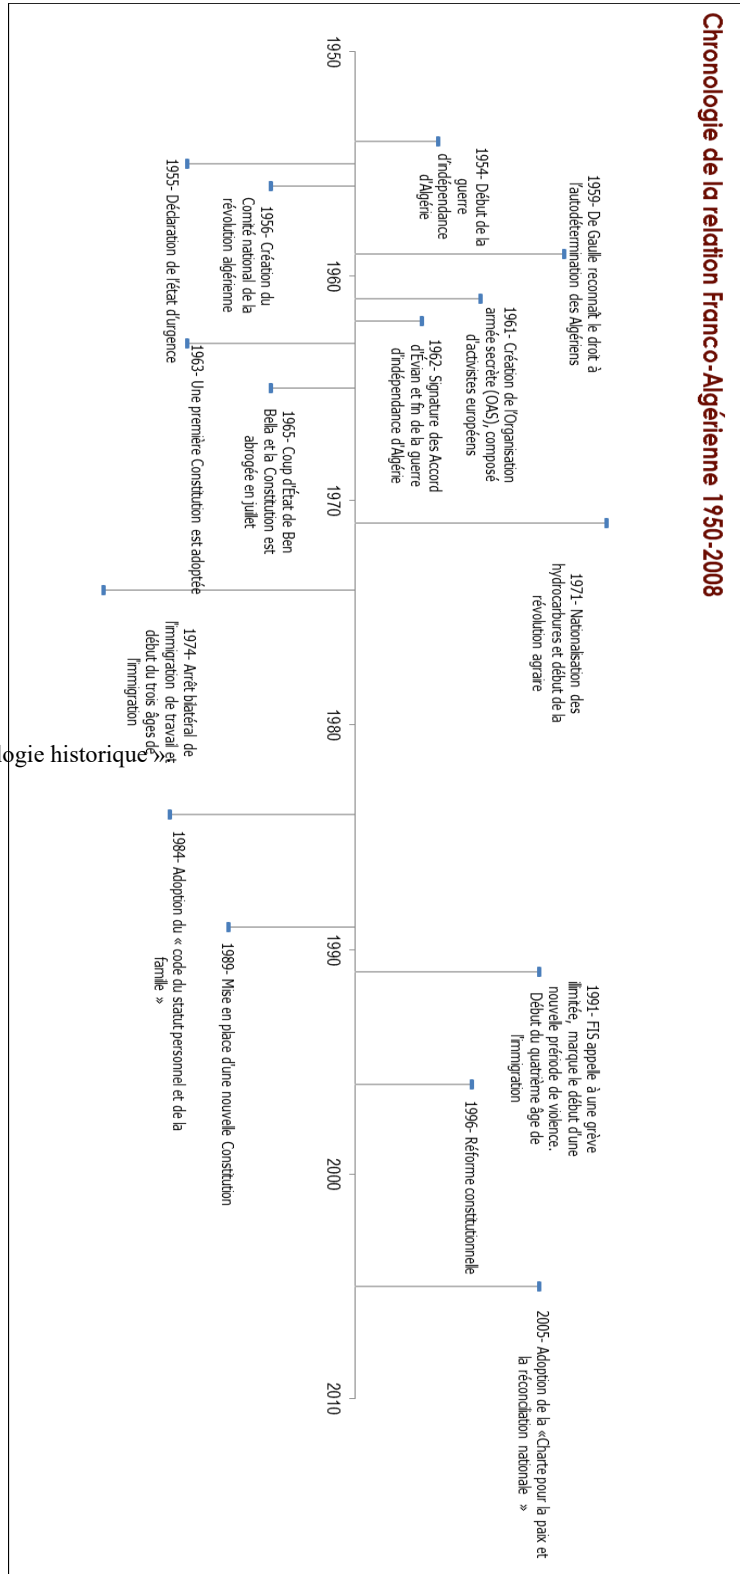 Chronologie de la relation Franco-Algérienne 1950-2008
1959- De Gaulle reconnaît le droit à
l'autodétermination des Algériens
1954- Début de la
guerre
d'indépendance
d'Algérie
1961- Création de l'Organisation
armée secrète (OAS), composé
d'activistes européens
1962- Signature des Accord
d'Évian et fin de la guerre
d'indépendance d'Algérie
1971- Nationalisation des
hydrocarbures et début de la
révolution agraire
1991- FIS appelle à une grève
illimitée, marque le début d'une
nouvelle prériode de violence.
Début du quatrième âge de
l'immigration
1996- Réforme constitutionnelle
2005- Adoption de la «Charte pour la paix et
la réconciliation nationale »
1950
1960
1970
1980
1990
2000
2010
1956- Création du
Comité national de la
révolution algérienne
1955- Déclaration de l'état d'urgence
1965- Coup d'État de Ben
Bella et la Constitution est
abrogée en juillet
1963- Une première Constitution est adoptée
1974- Arrêt bilatéral de
l'immigration de travail et
début du trois âges de
l'immigration
1989- Mise en place d'une nouvelle Constitution
1984- Adoption du « code du statut personnel et de la
famille »
logie historique »